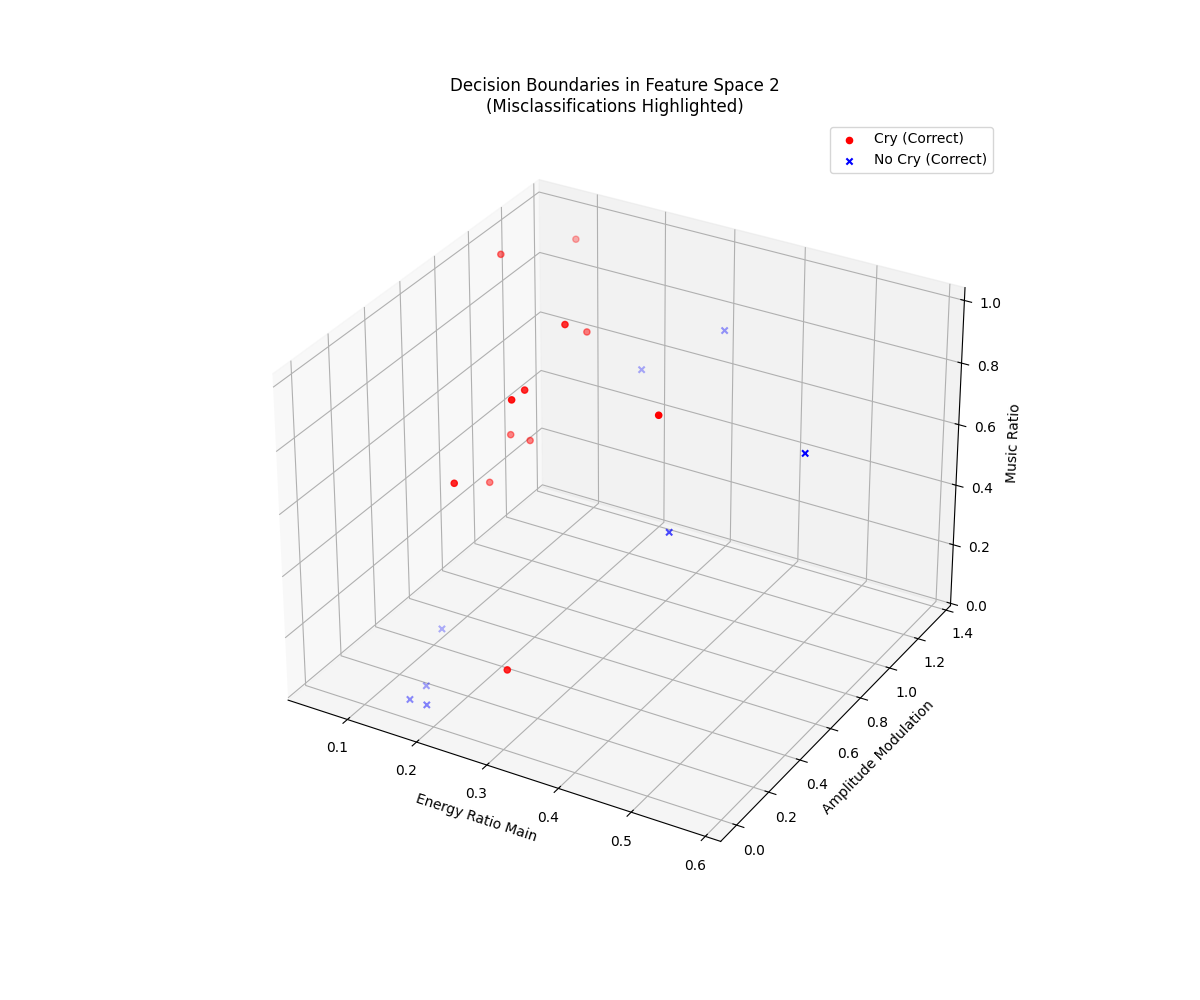 Decision Boundaries in Feature Space 2
(Misclassifications Highlighted)
Cry (Correct)
No Cry (Correct)
1.0
0.8
0.6
0.4
0.2
0.0
Music Ratio
1.4
1.2
1.0
0.8
0.6
0.4
0.2
0.0
Amplitude Modulation
0.1
0.2
0.3
0.4
0.5
0.6
Energy Ratio Main